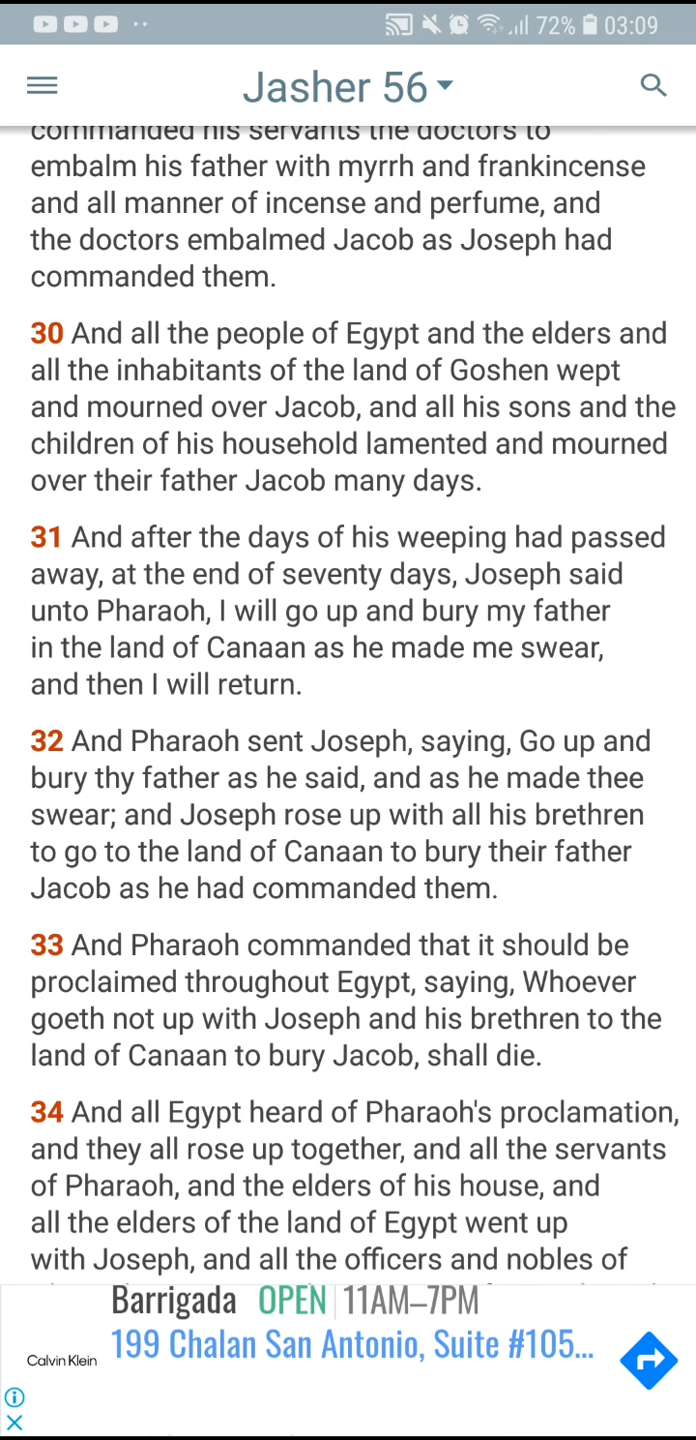 72% 03:09
Jasher 56
commanded his servants the doctors to
embalm his father with myrrh and frankincense
and all manner of incense and perfume, and
the doctors embalmed Jacob as Joseph had
commanded them.
30 And all the people of Egypt and the elders and
all the inhabitants of the land of Goshen wept
and mourned over Jacob, and all his sons and the
children of his household lamented and mourned
over their father Jacob many days.
31 And after the days of his weeping had passed
away, at the end of seventy days, Joseph said
unto Pharaoh, I will go up and bury my father
in the land of Canaan as he made me swear,
and then I will return.
32 And Pharaoh sent Joseph, saying, Go up and
bury thy father as he said, and as he made thee
swear; and Joseph rose up with all his brethren
to go to the land of Canaan to bury their father
Jacob as he had commanded them.
33 And Pharaoh commanded that it should be
proclaimed throughout Egypt, saying, Whoever
goeth not up with Joseph and his brethren to the
land of Canaan to bury Jacob, shall die.
34 And all Egypt heard of Pharaoh's proclamation,
and they all rose up together, and all the servants
of Pharaoh, and the elders of his house, and
all the elders of the land of Egypt went up
with Joseph, and all the officers and nobles of
Barrigada OPEN 11AM–7PM
199 Chalan San Antonio, Suite #105...
Calvin Klein